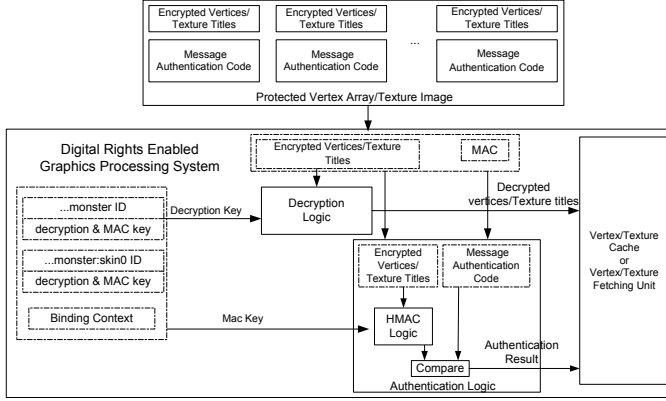 Encrypted Vertices/
Texture Titles
Encrypted Vertices/
Texture Titles
Encrypted Vertices/
Texture Titles
Message
Authentication Code
Message
Authentication Code
...
Message
Authentication Code
Protected Vertex Array/Texture Image
Digital Rights Enabled
Graphics Processing System
Encrypted Vertices/Texture
Titles
MAC
...monster ID
decryption & MAC key
Decryption Key
Decryption
Logic
Decrypted
vertices/Texture titles
...monster:skin0 ID
decryption & MAC key
Encrypted
Vertices/
Texture Titles
Message
Authentication
Code
Vertex/Texture
Cache
or
Vertex/Texture
Fetching Unit
Binding Context
Mac Key
HMAC
Logic
Compare
Authentication
Result
Authentication Logic